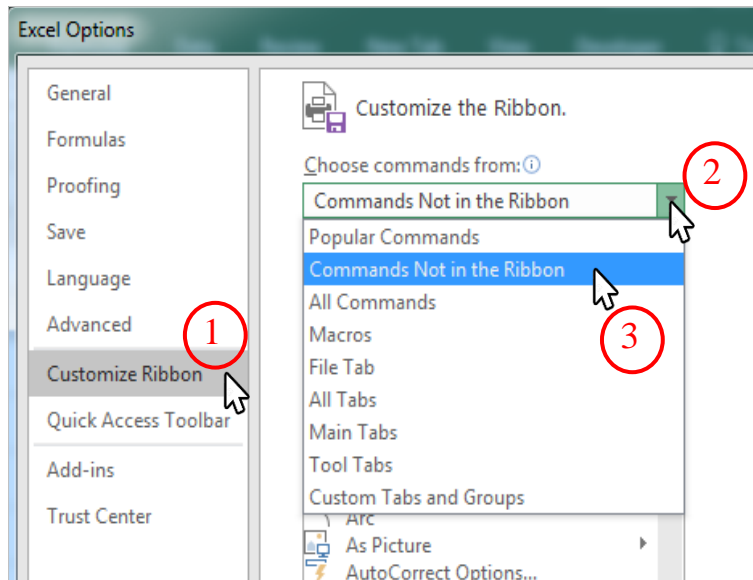 Excel Options
General
Formulas
Proofing
Save
Language
Advanced
1
Customize Ribbon
Quick Access Toolbar
Add-ins
Trust Center
Customize the Ribbon.
Choose commands from:
2
Commands Not in the Ribbon
Popular Commands
Commands Not in the Ribbon
All Commands
Macros
3
File Tab
All Tabs
Main Tabs
Tool Tabs
Custom Tabs and Groups
Arc
As Picture
AutoCorrect Options...